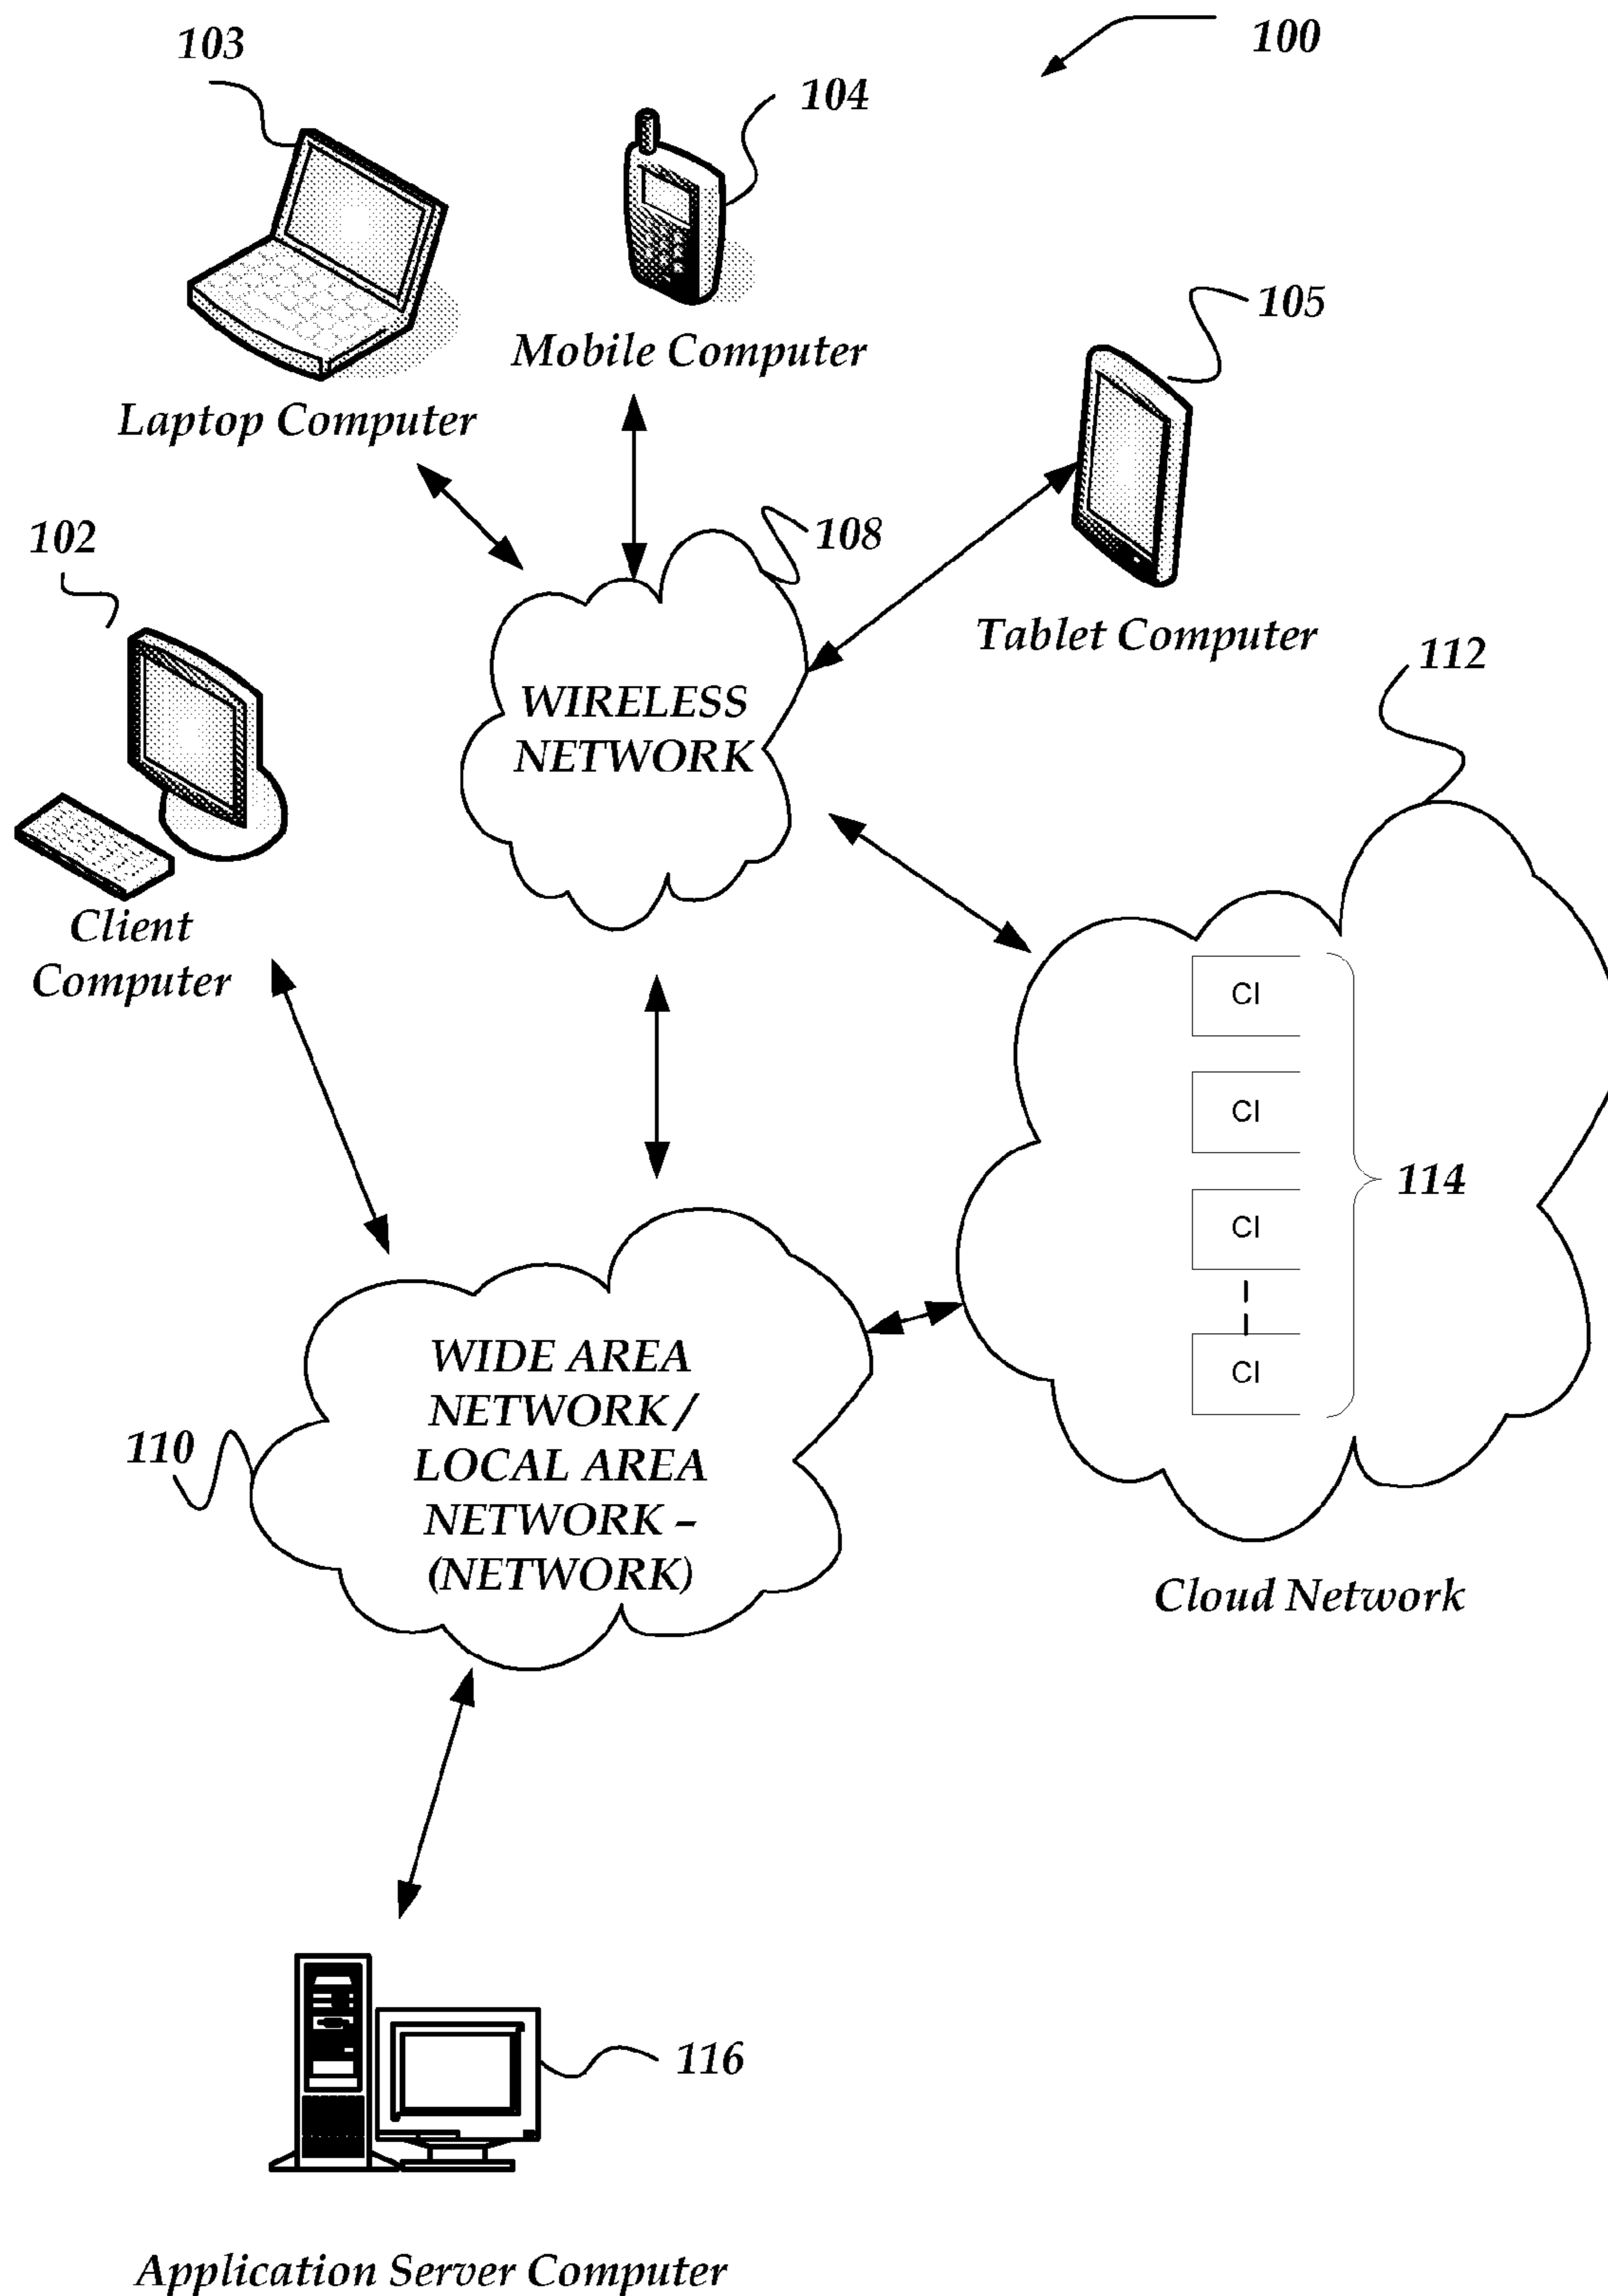 103
100
104
105
Mobile Computer
Laptop Computer
102
108
Tablet Computer
112
WIRELESS
NETWORK
Client
Computer
CI
CI
114
CI
CI
WIDE AREA
NETWORK /
LOCAL AREA
NETWORK –
(NETWORK)
110
Cloud Network
116
Application Server Computer